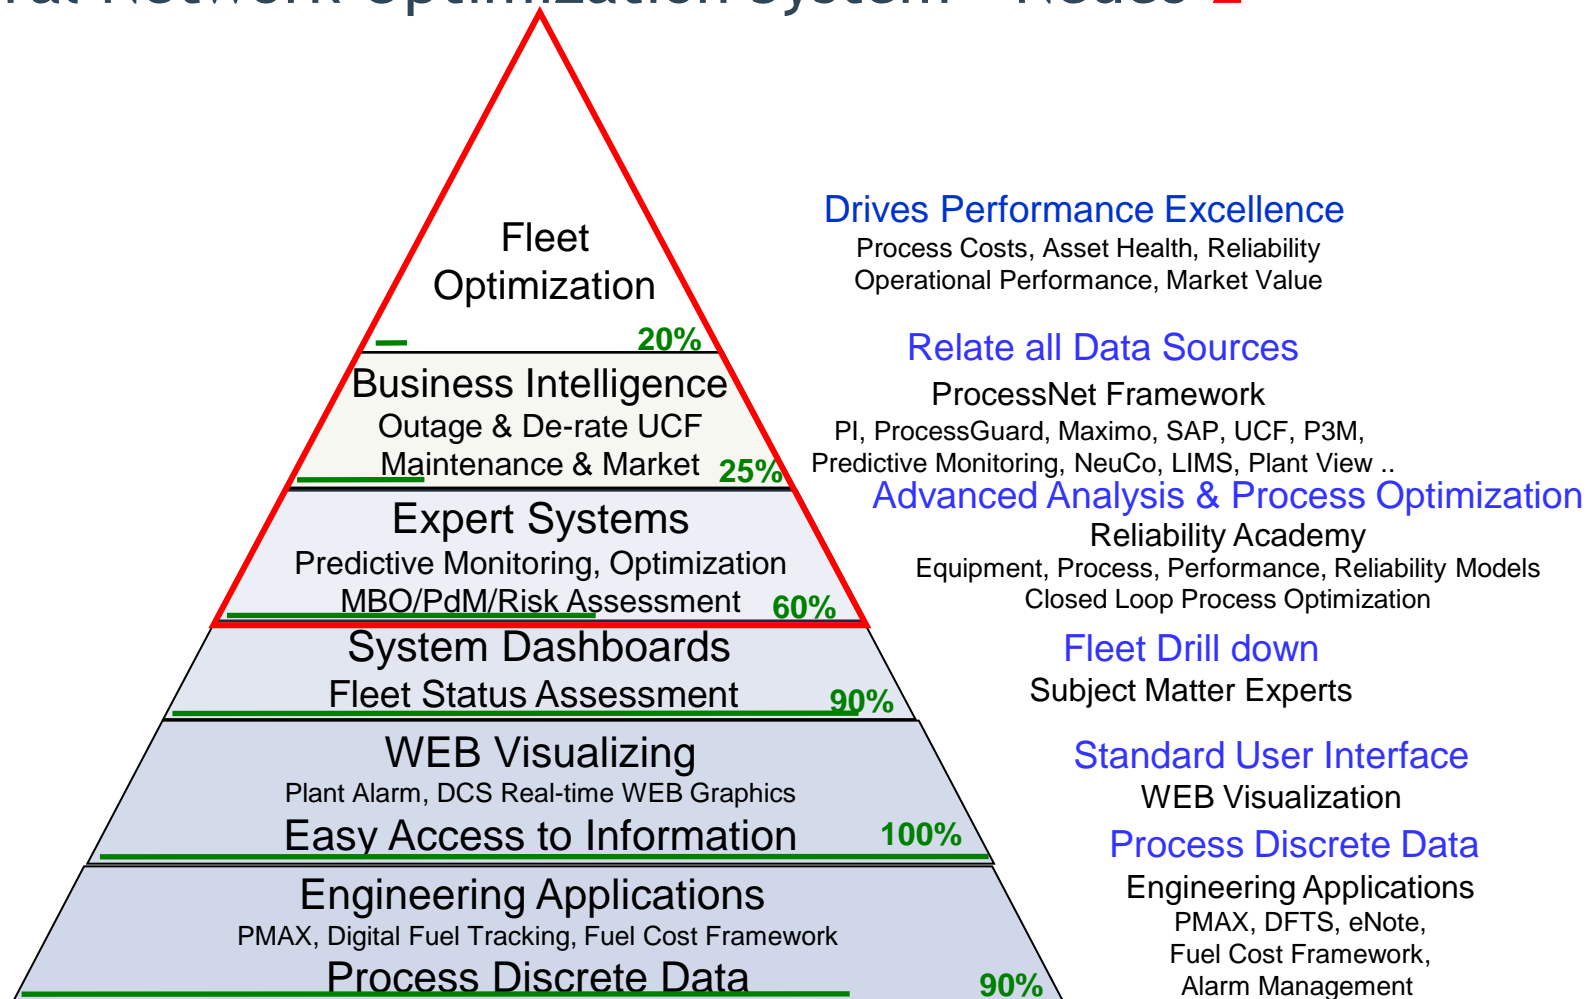 Network Optimization System - Nodes 2
Fleet
Optimization
20%
Business Intelligence
Outage & De-rate UCF
Maintenance & Market 25%
Expert Systems
Predictive Monitoring, Optimization
MBO/PdM/Risk Assessment 60%
System Dashboards
Fleet Status Assessment 90%
WEB Visualizing
Plant Alarm, DCS Real-time WEB Graphics
Easy Access to Information 100%
Engineering Applications
PMAX, Digital Fuel Tracking, Fuel Cost Framework
Process Discrete Data 90%
Drives Performance Excellence
Process Costs, Asset Health, Reliability
Operational Performance, Market Value
Relate all Data Sources
ProcessNet Framework
PI, ProcessGuard, Maximo, SAP, UCF, P3M,
Predictive Monitoring, NeuCo, LIMS, Plant View ..
Advanced Analysis & Process Optimization
Reliability Academy
Equipment, Process, Performance, Reliability Models
Closed Loop Process Optimization
Fleet Drill down
Subject Matter Experts
Standard User Interface
WEB Visualization
Process Discrete Data
Engineering Applications
PMAX, DFTS, eNote,
Fuel Cost Framework,
Alarm Management